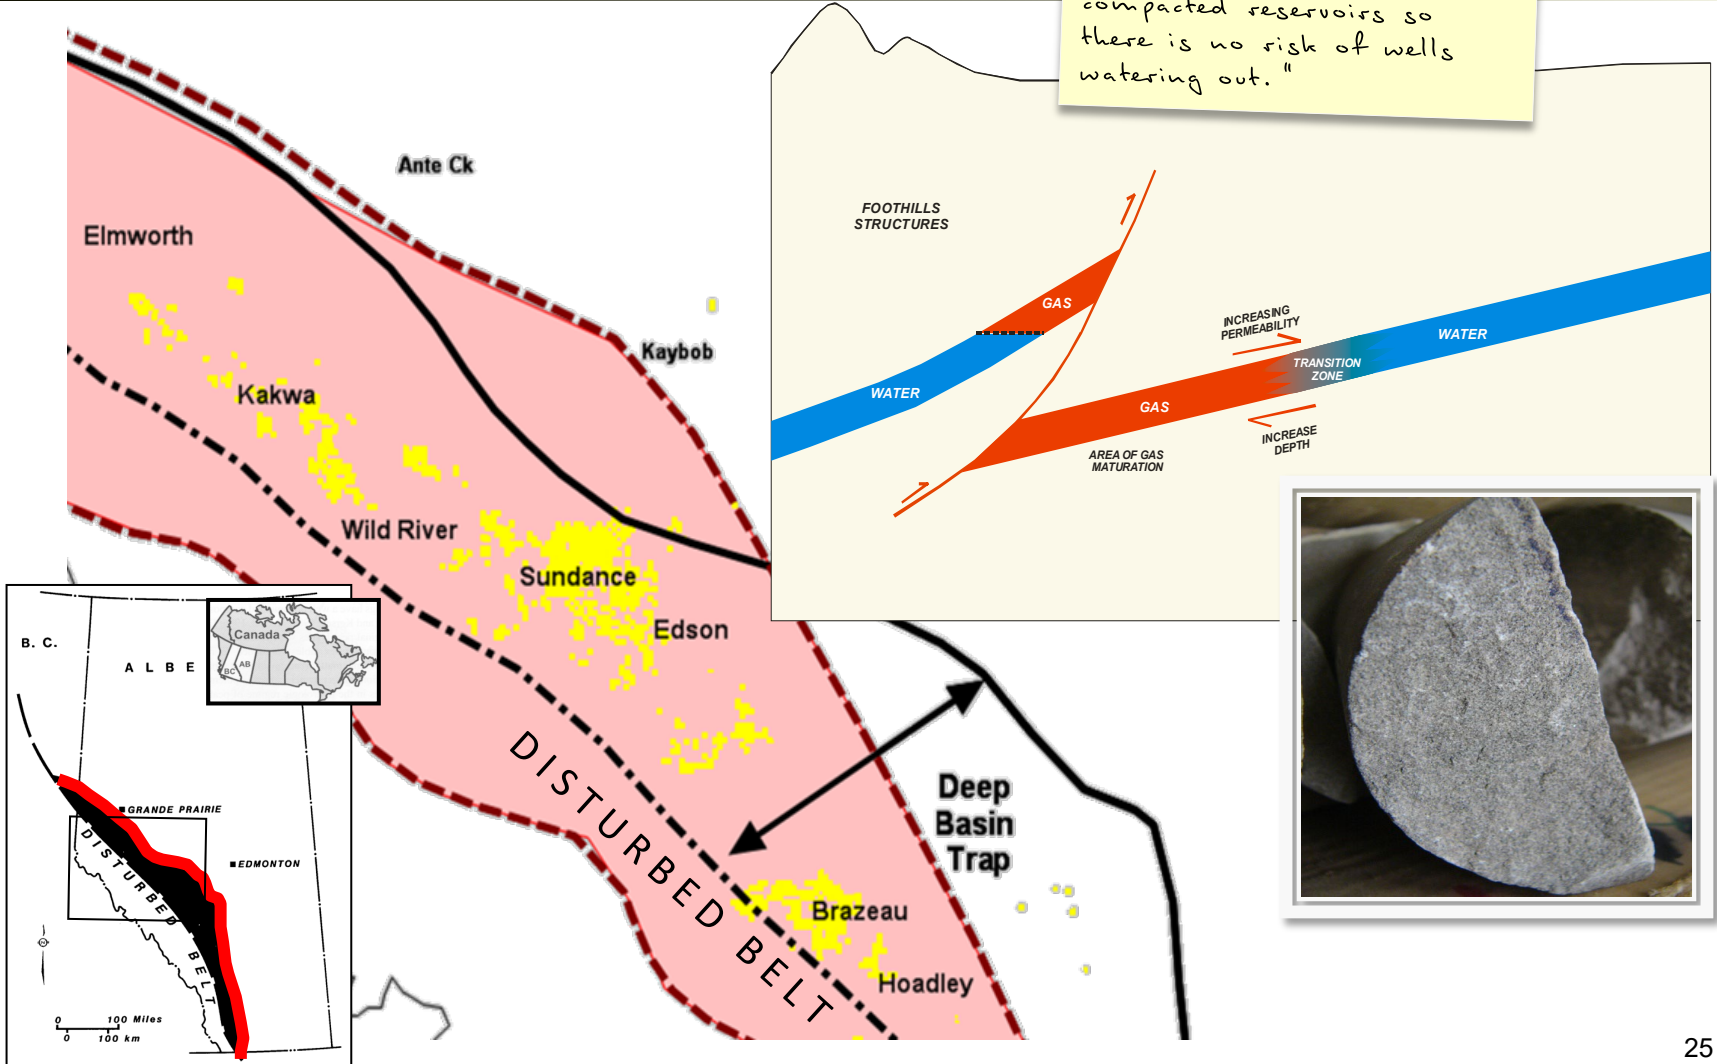 compacted reservoirs so
there is no risk of wells
watering out."
Ante Ck
Elmworth
Kaybob
Kakwa
Wild River
Sundance
Edson
DISTURBED BELT
Deep
Basin
Trap
Brazeau
Hoadley
FOOTHILLS
STRUCTURES
GAS
WATER
INCREASING
PERMEABILITY
WATER
TRANSITION
ZONE
GAS
INCREASE
DEPTH
AREA OF GAS
MATURATION
B. C.
A L B E
Canada
BC
AB
GRANDE PRAIRIE
EDMONTON
DISTURBED BELT
0 100 Miles
0 100 km
25